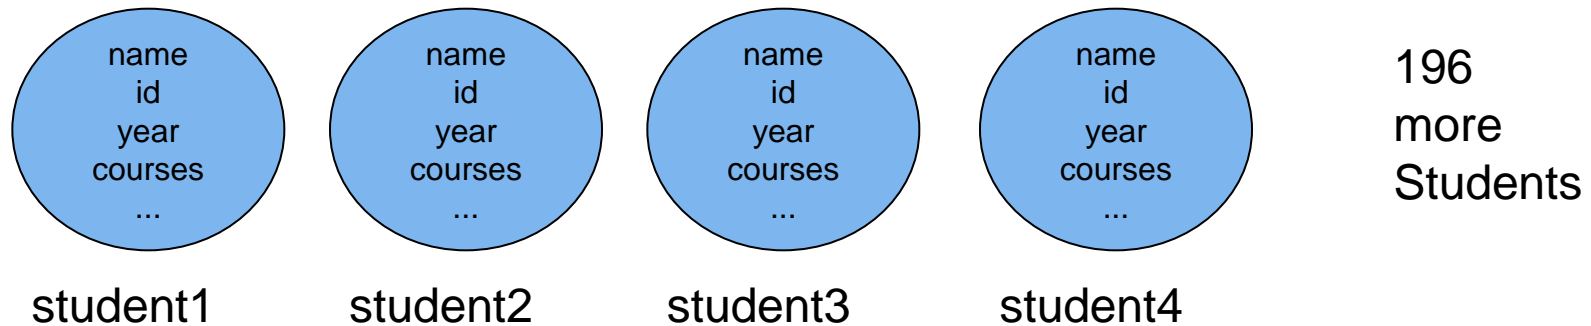 name
id
year
courses
...
student1
name
id
year
courses
...
student2
name
id
year
courses
...
student3
name
id
year
courses
...
student4
196
more
Students